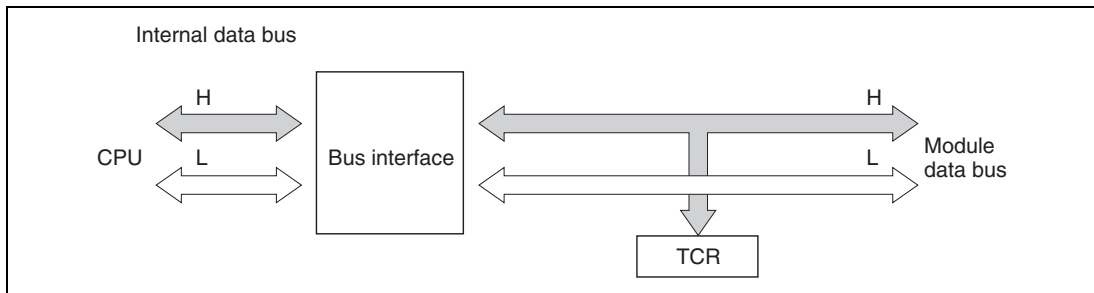 Internal data bus
H
H
CPU
L
Bus interface
L
Module
data bus
TCR